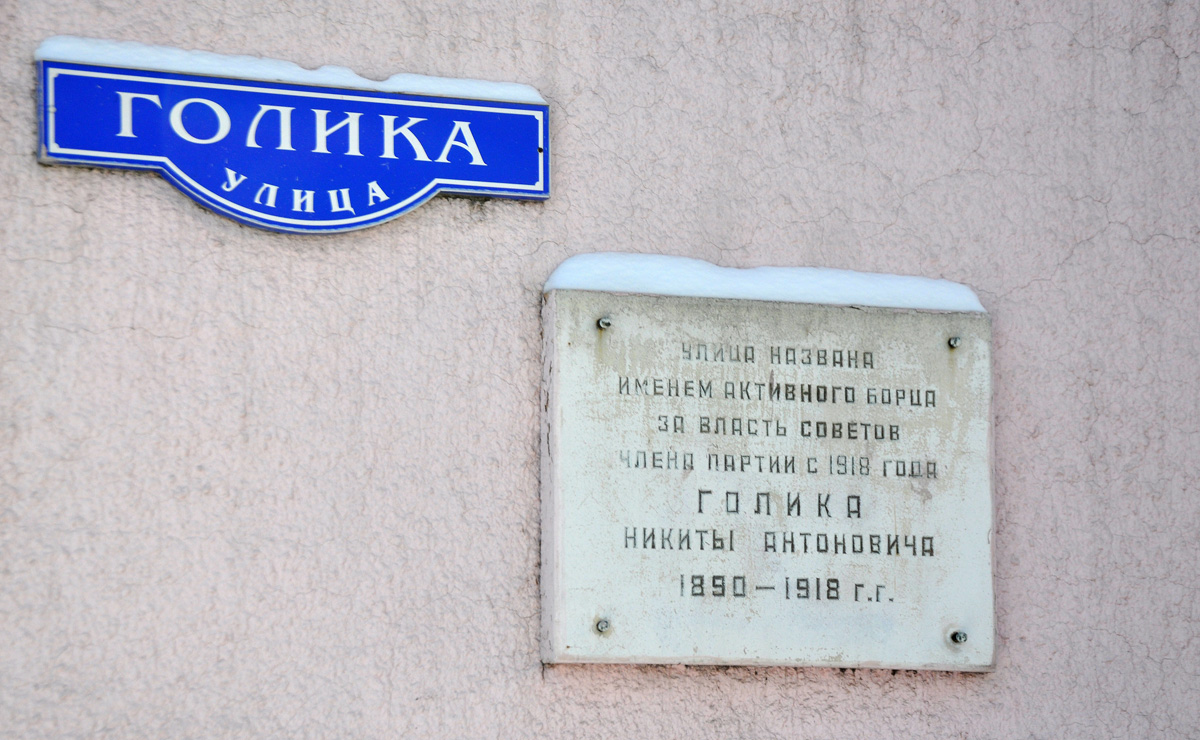 ГОЛИКА
УЛИЦА
УЛИЦА НАЗВАНА
ИМЕНЕМ АКТИВНОГО БОРЦА
ЗА ВЛАСТЬ СОВЕТОВ
ЧЛЕНА ПАРТИИ С 1918 ГОДА
ГОЛИКА
НИКИТЫ АНТОНОВИЧА
1890 — 1918 г.г.